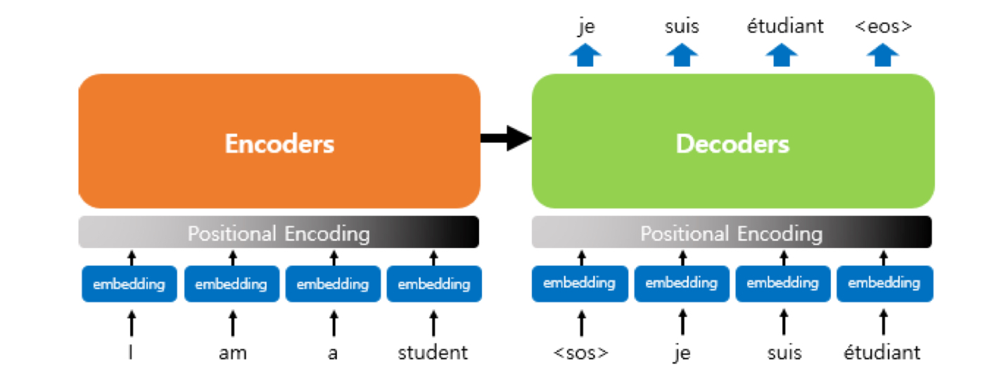 je suis étudiant <eos>
Encoders
Decoders
Positional Encoding
Positional Encoding
embedding embedding embedding embedding
embedding embedding embedding embedding
I am a student
<sos> je suis étudiant